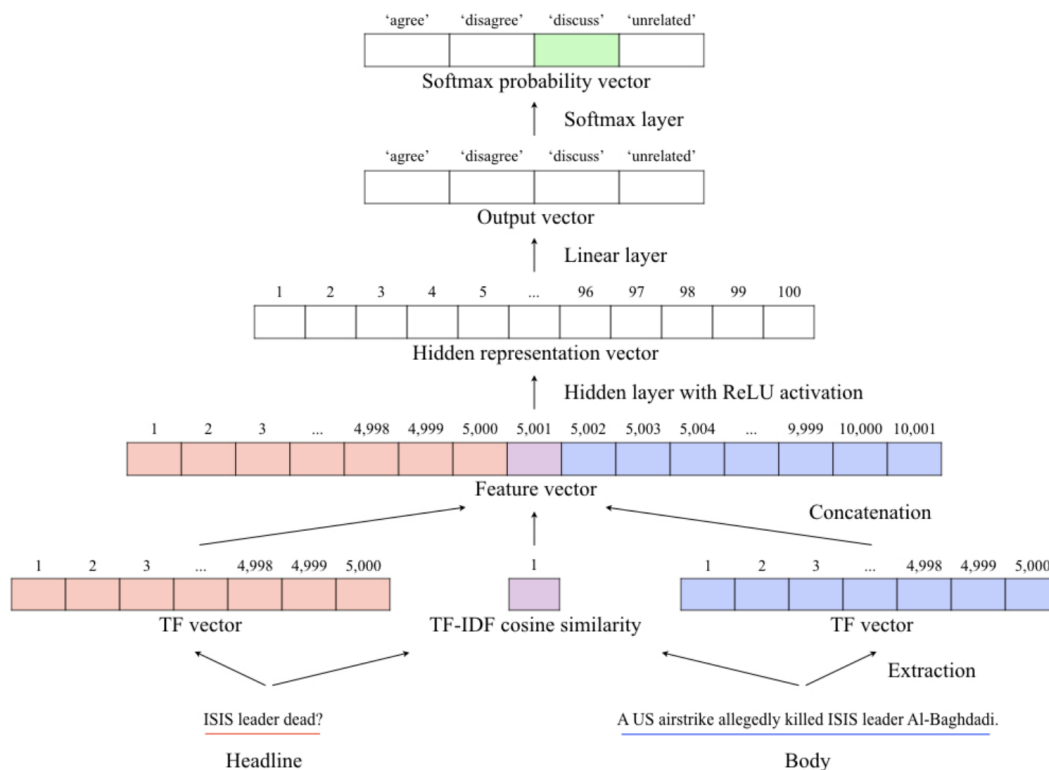 ‘agree’ ‘disagree’ ‘discuss’ ‘unrelated’
Softmax probability vector
Softmax layer
‘agree’ ‘disagree’ ‘discuss’ ‘unrelated’
Output vector
Linear layer
1 2 3 4 5 ... 96 97 98 99 100
Hidden representation vector
Hidden layer with ReLU activation
1 2 3 ... 4,998 4,999 5,000 5,001 5,002 5,003 5,004 ... 9,999 10,000 10,001
Feature vector
Concatenation
1 2 3 ... 4,998 4,999 5,000 1 1 2 3 ... 4,998 4,999 5,000
TF vector TF-IDF cosine similarity TF vector
Extraction
ISIS leader dead? A US airstrike allegedly killed ISIS leader Al-Baghdadi.
Headline Body